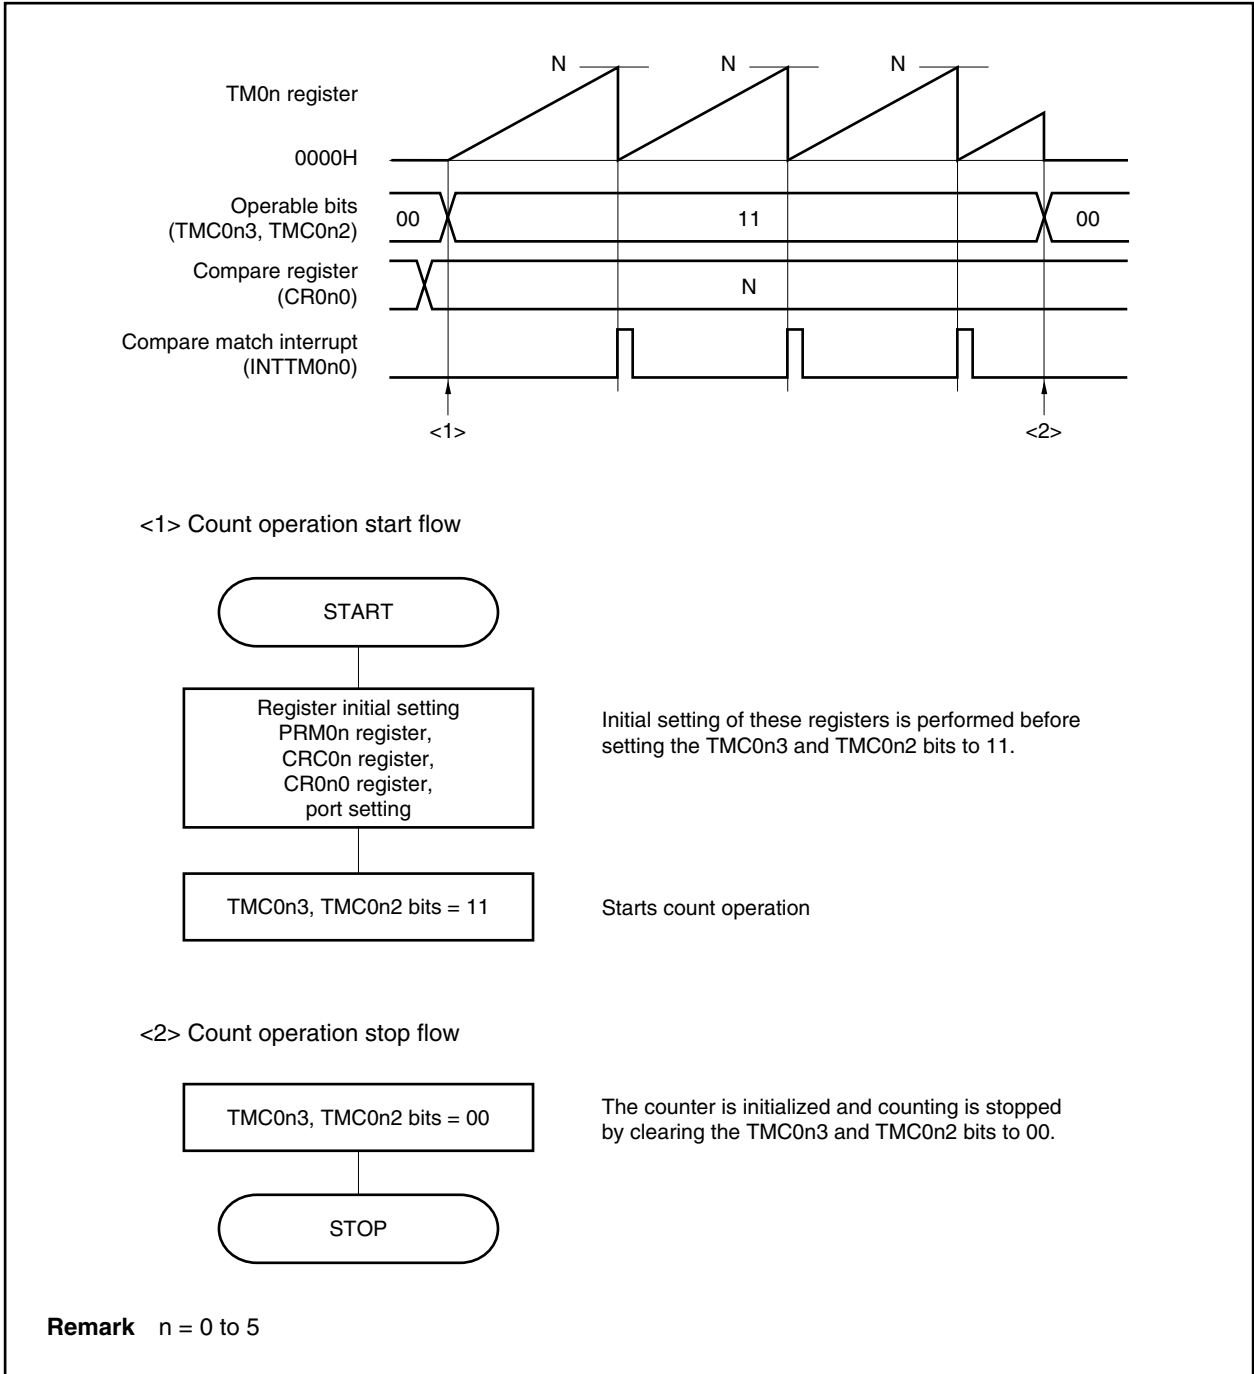 N N N
TM0n register
0000H
Operable bits
(TMC0n3, TMC0n2)
00 11 00
Compare register
(CR0n0)
N
Compare match interrupt
(INTTM0n0)
<1> <2>
<1> Count operation start flow
START
Register initial setting
PRM0n register,
CRC0n register,
CR0n0 register,
port setting
Initial setting of these registers is performed before
setting the TMC0n3 and TMC0n2 bits to 11.
TMC0n3, TMC0n2 bits = 11
Starts count operation
<2> Count operation stop flow
TMC0n3, TMC0n2 bits = 00
The counter is initialized and counting is stopped
by clearing the TMC0n3 and TMC0n2 bits to 00.
STOP
Remark n = 0 to 5